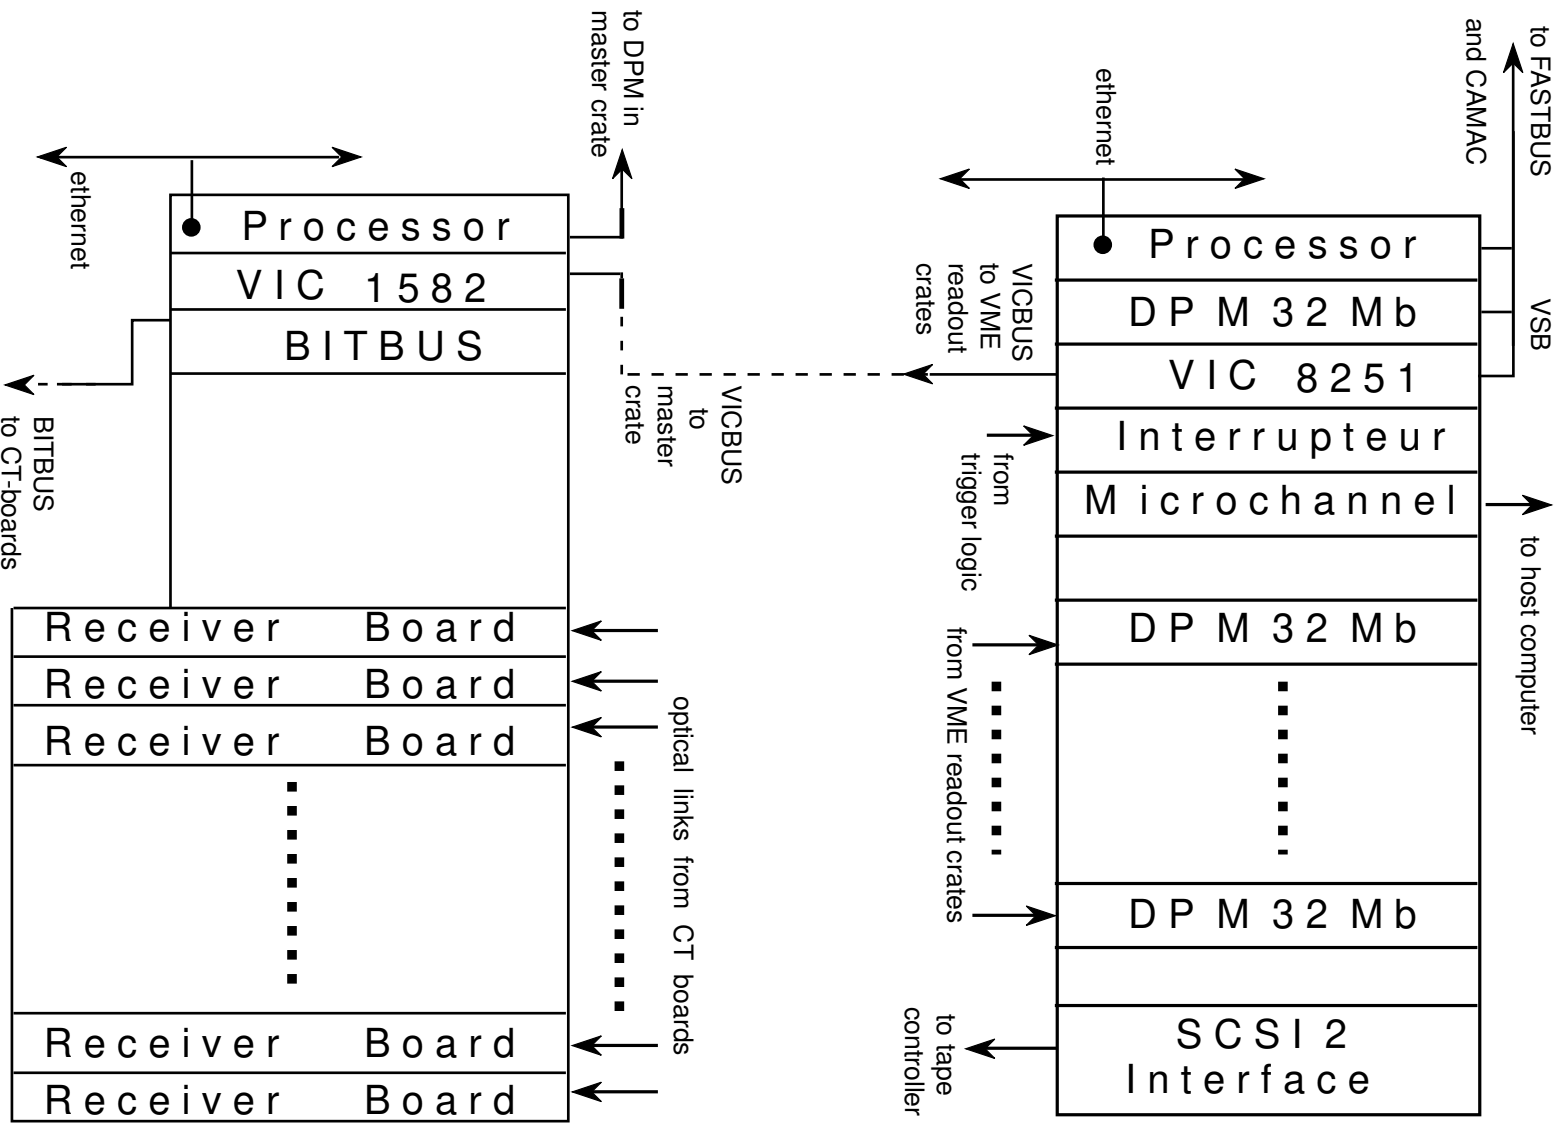 to DPM in
master crate
ethernet
Processor
VIC 1582
BITBUS
BITBUS
to CT-boards
VICBUS
to
master
crate
Receiver Board
Receiver Board
Receiver Board
optical links from CT boards
Receiver Board
Receiver Board
to FASTBUS
and CAMAC
ethernet
VSB
Processor
DPM 32 Mb
VIC 8251
VICBUS
to VME
readout
crates
Interrupteur
from
trigger logic
Microchannel
to host computer
DPM 32 Mb
from VME readout crates
DPM 32 Mb
SCSI 2
Interface
to tape
controller